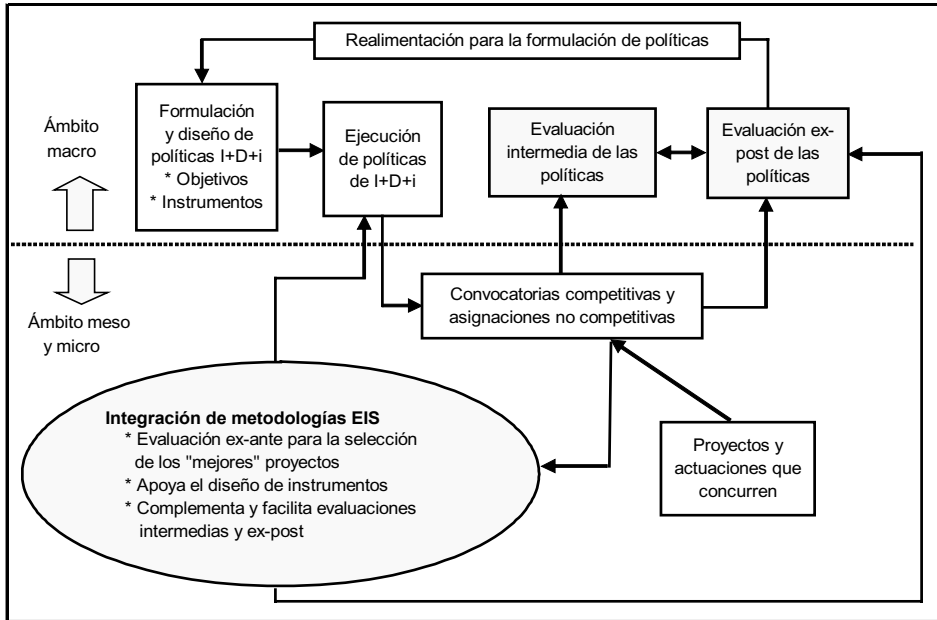 Realimentación para la formulación de políticas
Formulación
y diseño de
políticas I+D+i
* Objetivos
* Instrumentos
Ejecución
de políticas
de I+D+i
Evaluación
intermedia de las
políticas
Evaluación ex-
post de las
políticas
Ámbito
macro
Ámbito meso
y micro
Convocatorias competitivas y
asignaciones no competitivas
Integración de metodologías EIS
* Evaluación ex-ante para la selección
de los "mejores" proyectos
* Apoya el diseño de instrumentos
* Complementa y facilita evaluaciones
intermedias y ex-post
Proyectos y
actuaciones que
concurren